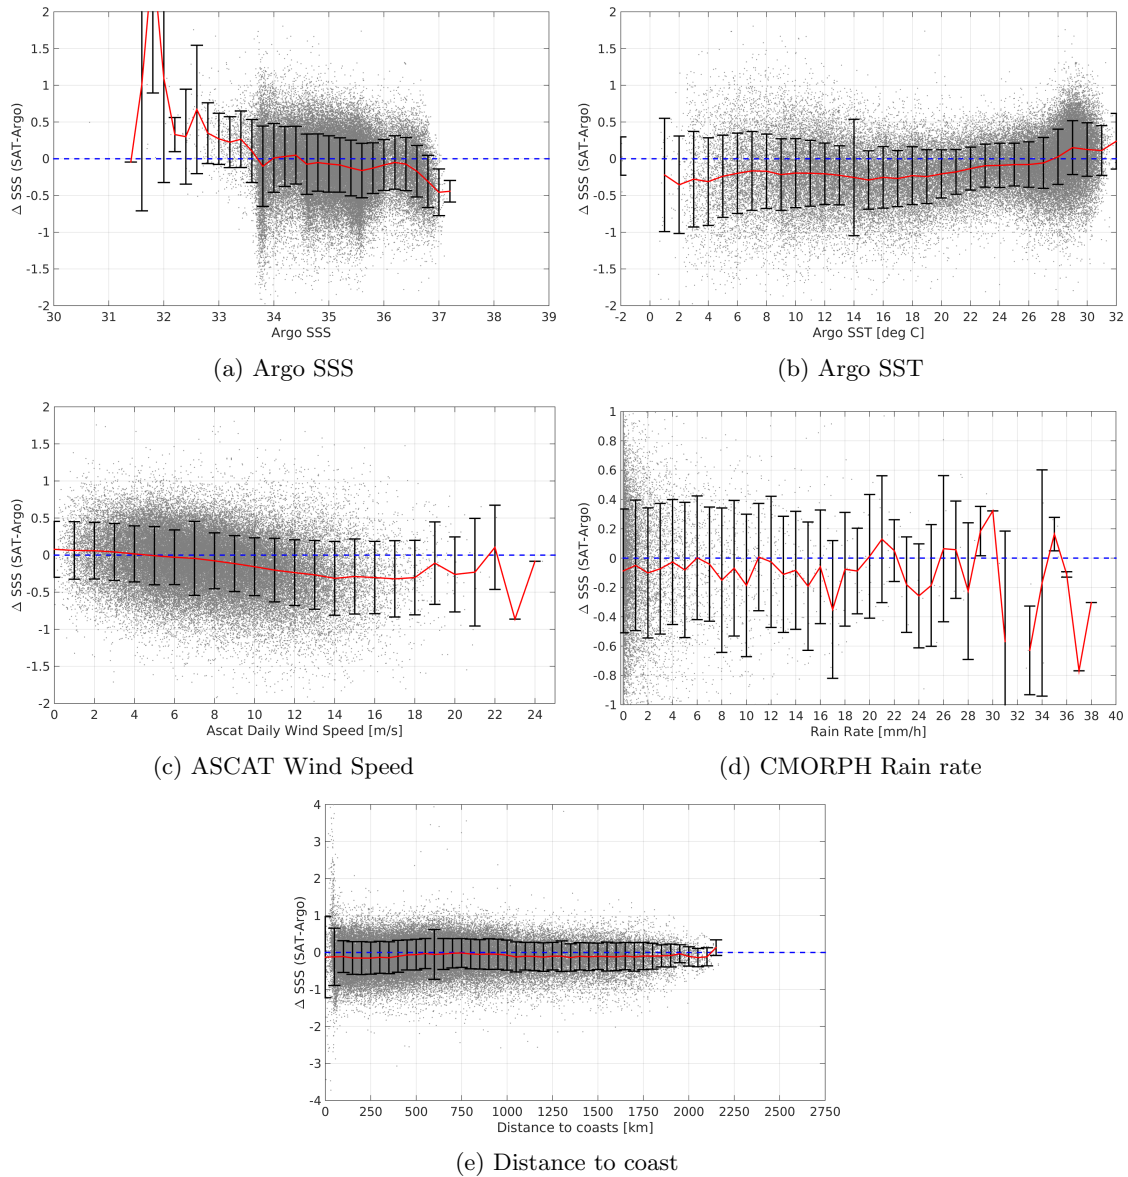 2
1.5
1
0.5
0
-0.5
-1
-1.5
-2
Δ SSS (SAT-Argo)
30 31 32 33 34 35 36 37 38 39
Argo SSS
(a) Argo SSS
2
1.5
1
0.5
0
-0.5
-1
-1.5
-2
Δ SSS (SAT-Argo)
-2 0 2 4 6 8 10 12 14 16 18 20 22 24 26 28 30 32
Argo SST [deg C]
(b) Argo SST
2
1.5
1
0.5
0
-0.5
-1
-1.5
-2
Δ SSS (SAT-Argo)
0 2 4 6 8 10 12 14 16 18 20 22 24
Ascat Daily Wind Speed [m/s]
(c) ASCAT Wind Speed
1
0.8
0.6
0.4
0.2
0
-0.2
-0.4
-0.6
-0.8
-1
Δ SSS (SAT-Argo)
0 2 4 6 8 10 12 14 16 18 20 22 24 26 28 30 32 34 36 38 40
Rain Rate [mm/h]
(d) CMORPH Rain rate
4
3
2
1
0
-1
-2
-3
-4
Δ SSS (SAT-Argo)
0 250 500 750 1000 1250 1500 1750 2000 2250 2500 2750
Distance to coasts [km]
(e) Distance to coast